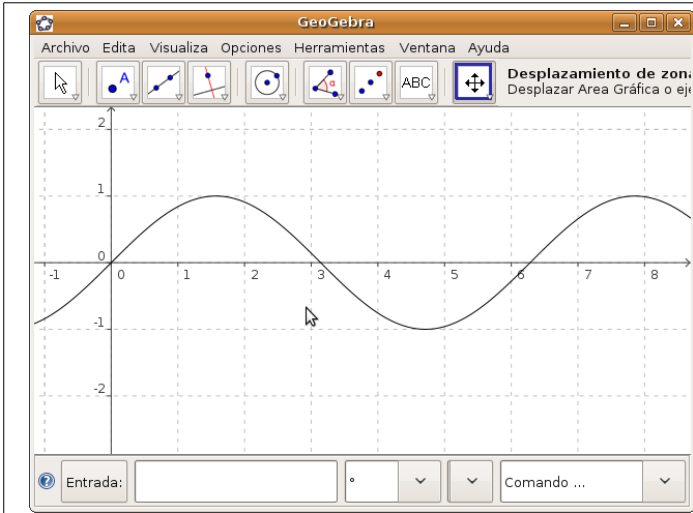 GeoGebra
Archivo Edita Visualiza Opciones Herramientas Ventana Ayuda
A α ABC Desplazamiento de zona
Desplazar Area Gráfica o eje
2
1
0
-1 0 1 2 3 4 5 6 7 8
-1
-2
Entrada: ° Comando ...